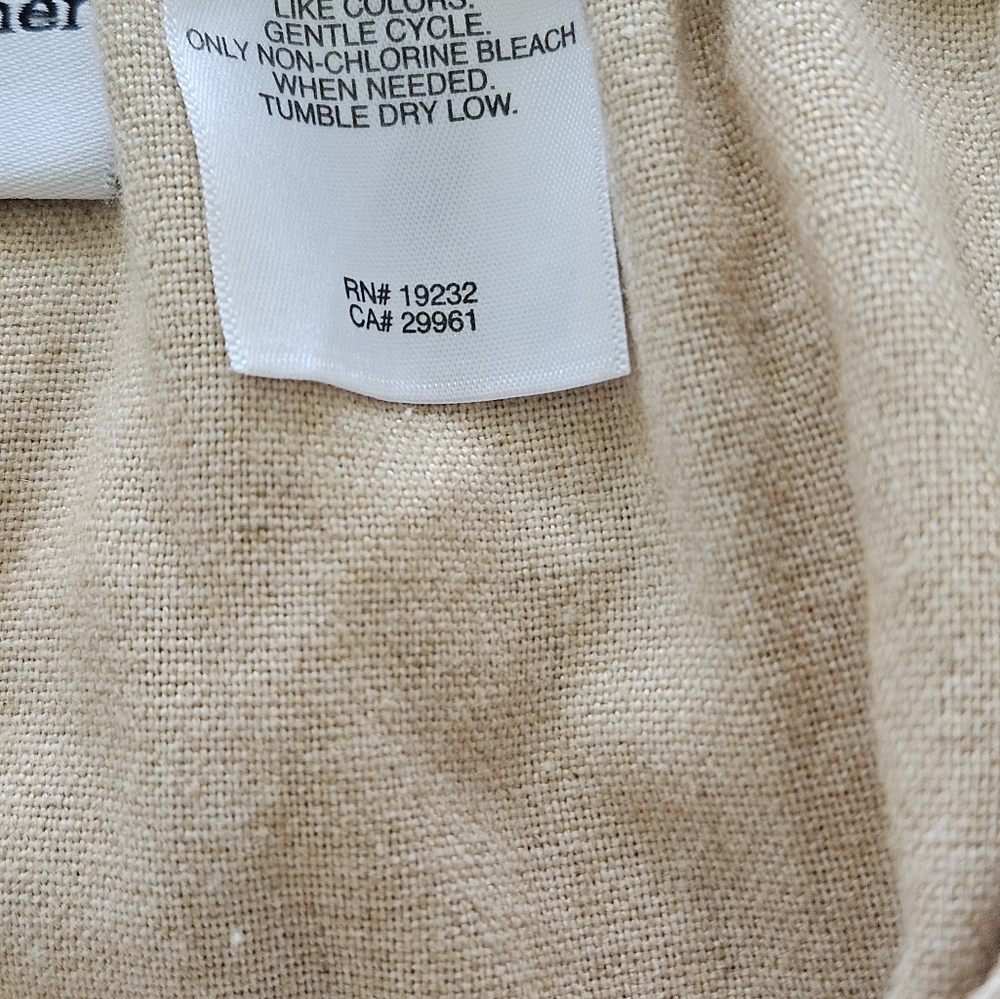 LIKE COLORS.
GENTLE CYCLE.
ONLY NON-CHLORINE BLEACH
WHEN NEEDED.
TUMBLE DRY LOW.
RN# 19232
CA# 29961